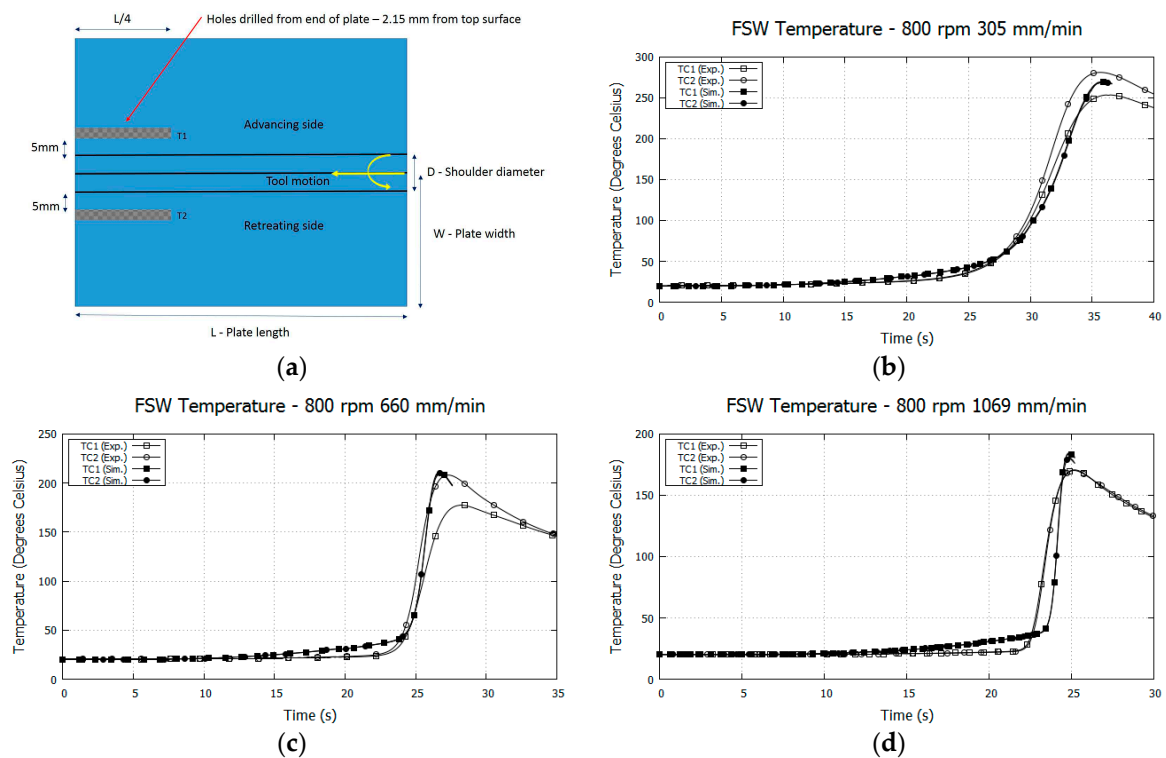 L/4
Holes drilled from end of plate – 2.15 mm from top surface
T1
Advancing side
5mm
D - Shoulder diameter
Tool motion
5mm
T2
Retreating side
W - Plate width
L - Plate length
(a)
FSW Temperature - 800 rpm 305 mm/min
TC1 (Exp.)
TC2 (Exp.)
TC1 (Sim.)
TC2 (Sim.)
Temperature (Degrees Celsius)
300
250
200
150
100
50
0
0 5 10 15 20 25 30 35 40
Time (s)
(b)
FSW Temperature - 800 rpm 660 mm/min
TC1 (Exp.)
TC2 (Exp.)
TC1 (Sim.)
TC2 (Sim.)
Temperature (Degrees Celsius)
250
200
150
100
50
0
0 5 10 15 20 25 30 35
Time (s)
(c)
FSW Temperature - 800 rpm 1069 mm/min
TC1 (Exp.)
TC2 (Exp.)
TC1 (Sim.)
TC2 (Sim.)
Temperature (Degrees Celsius)
200
150
100
50
0
0 5 10 15 20 25 30
Time (s)
(d)